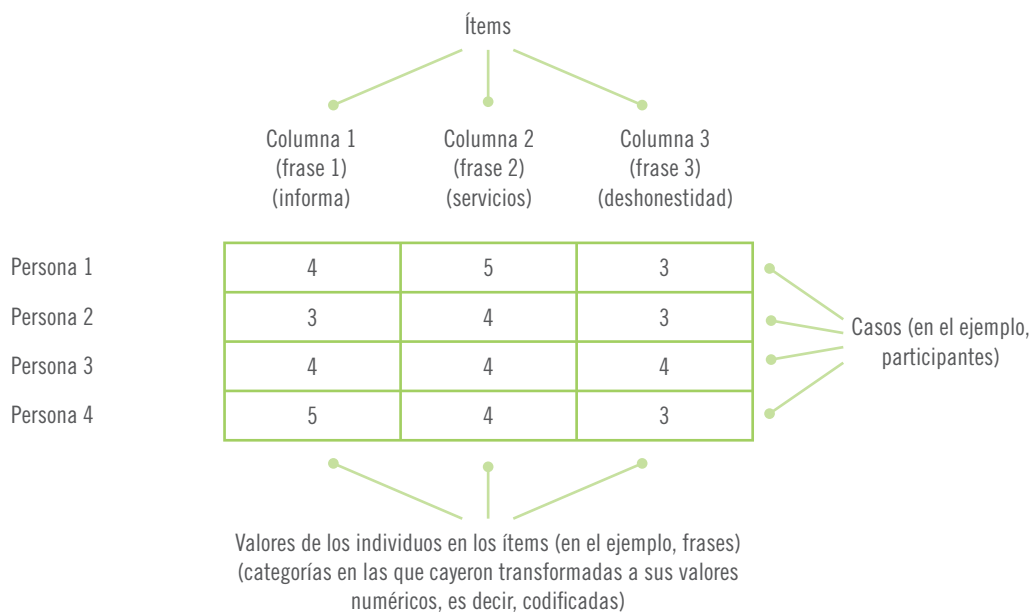 Ítems
Columna 1 Columna 2 Columna 3
(frase 1) (frase 2) (frase 3)
(informa) (servicios) (deshonestidad)
Persona 1 4 5 3
Persona 2 3 4 3
Persona 3 4 4 4
Persona 4 5 4 3
Casos (en el ejemplo,
participantes)
Valores de los individuos en los ítems (en el ejemplo, frases)
(categorías en las que cayeron transformadas a sus valores
numéricos, es decir, codificadas)